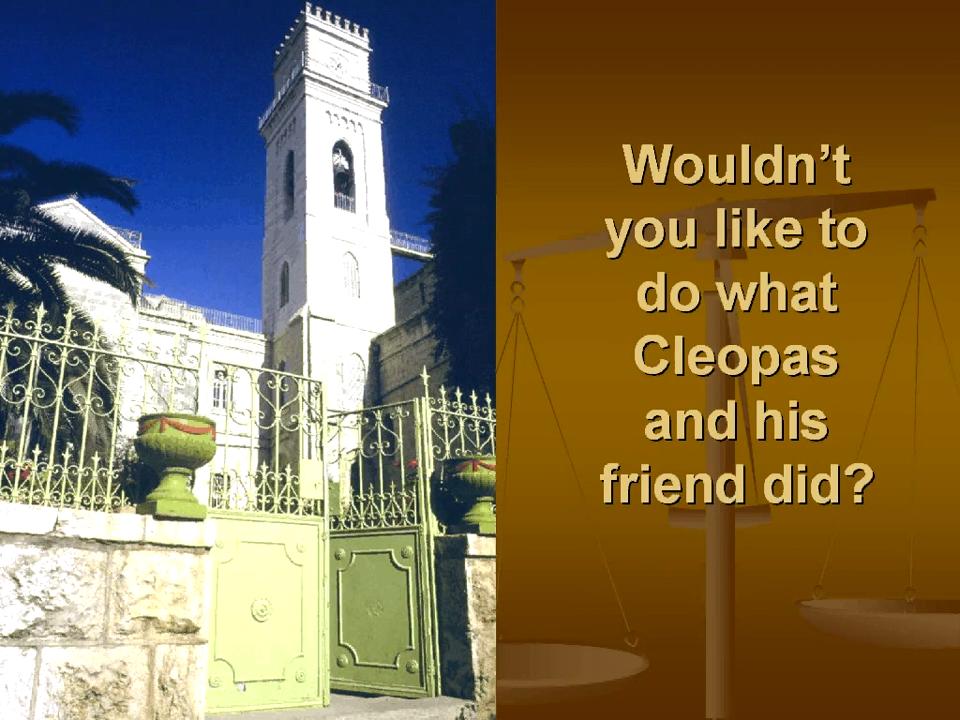 Wouldn’t
you like to
do what
Cleopas
and his
friend did?